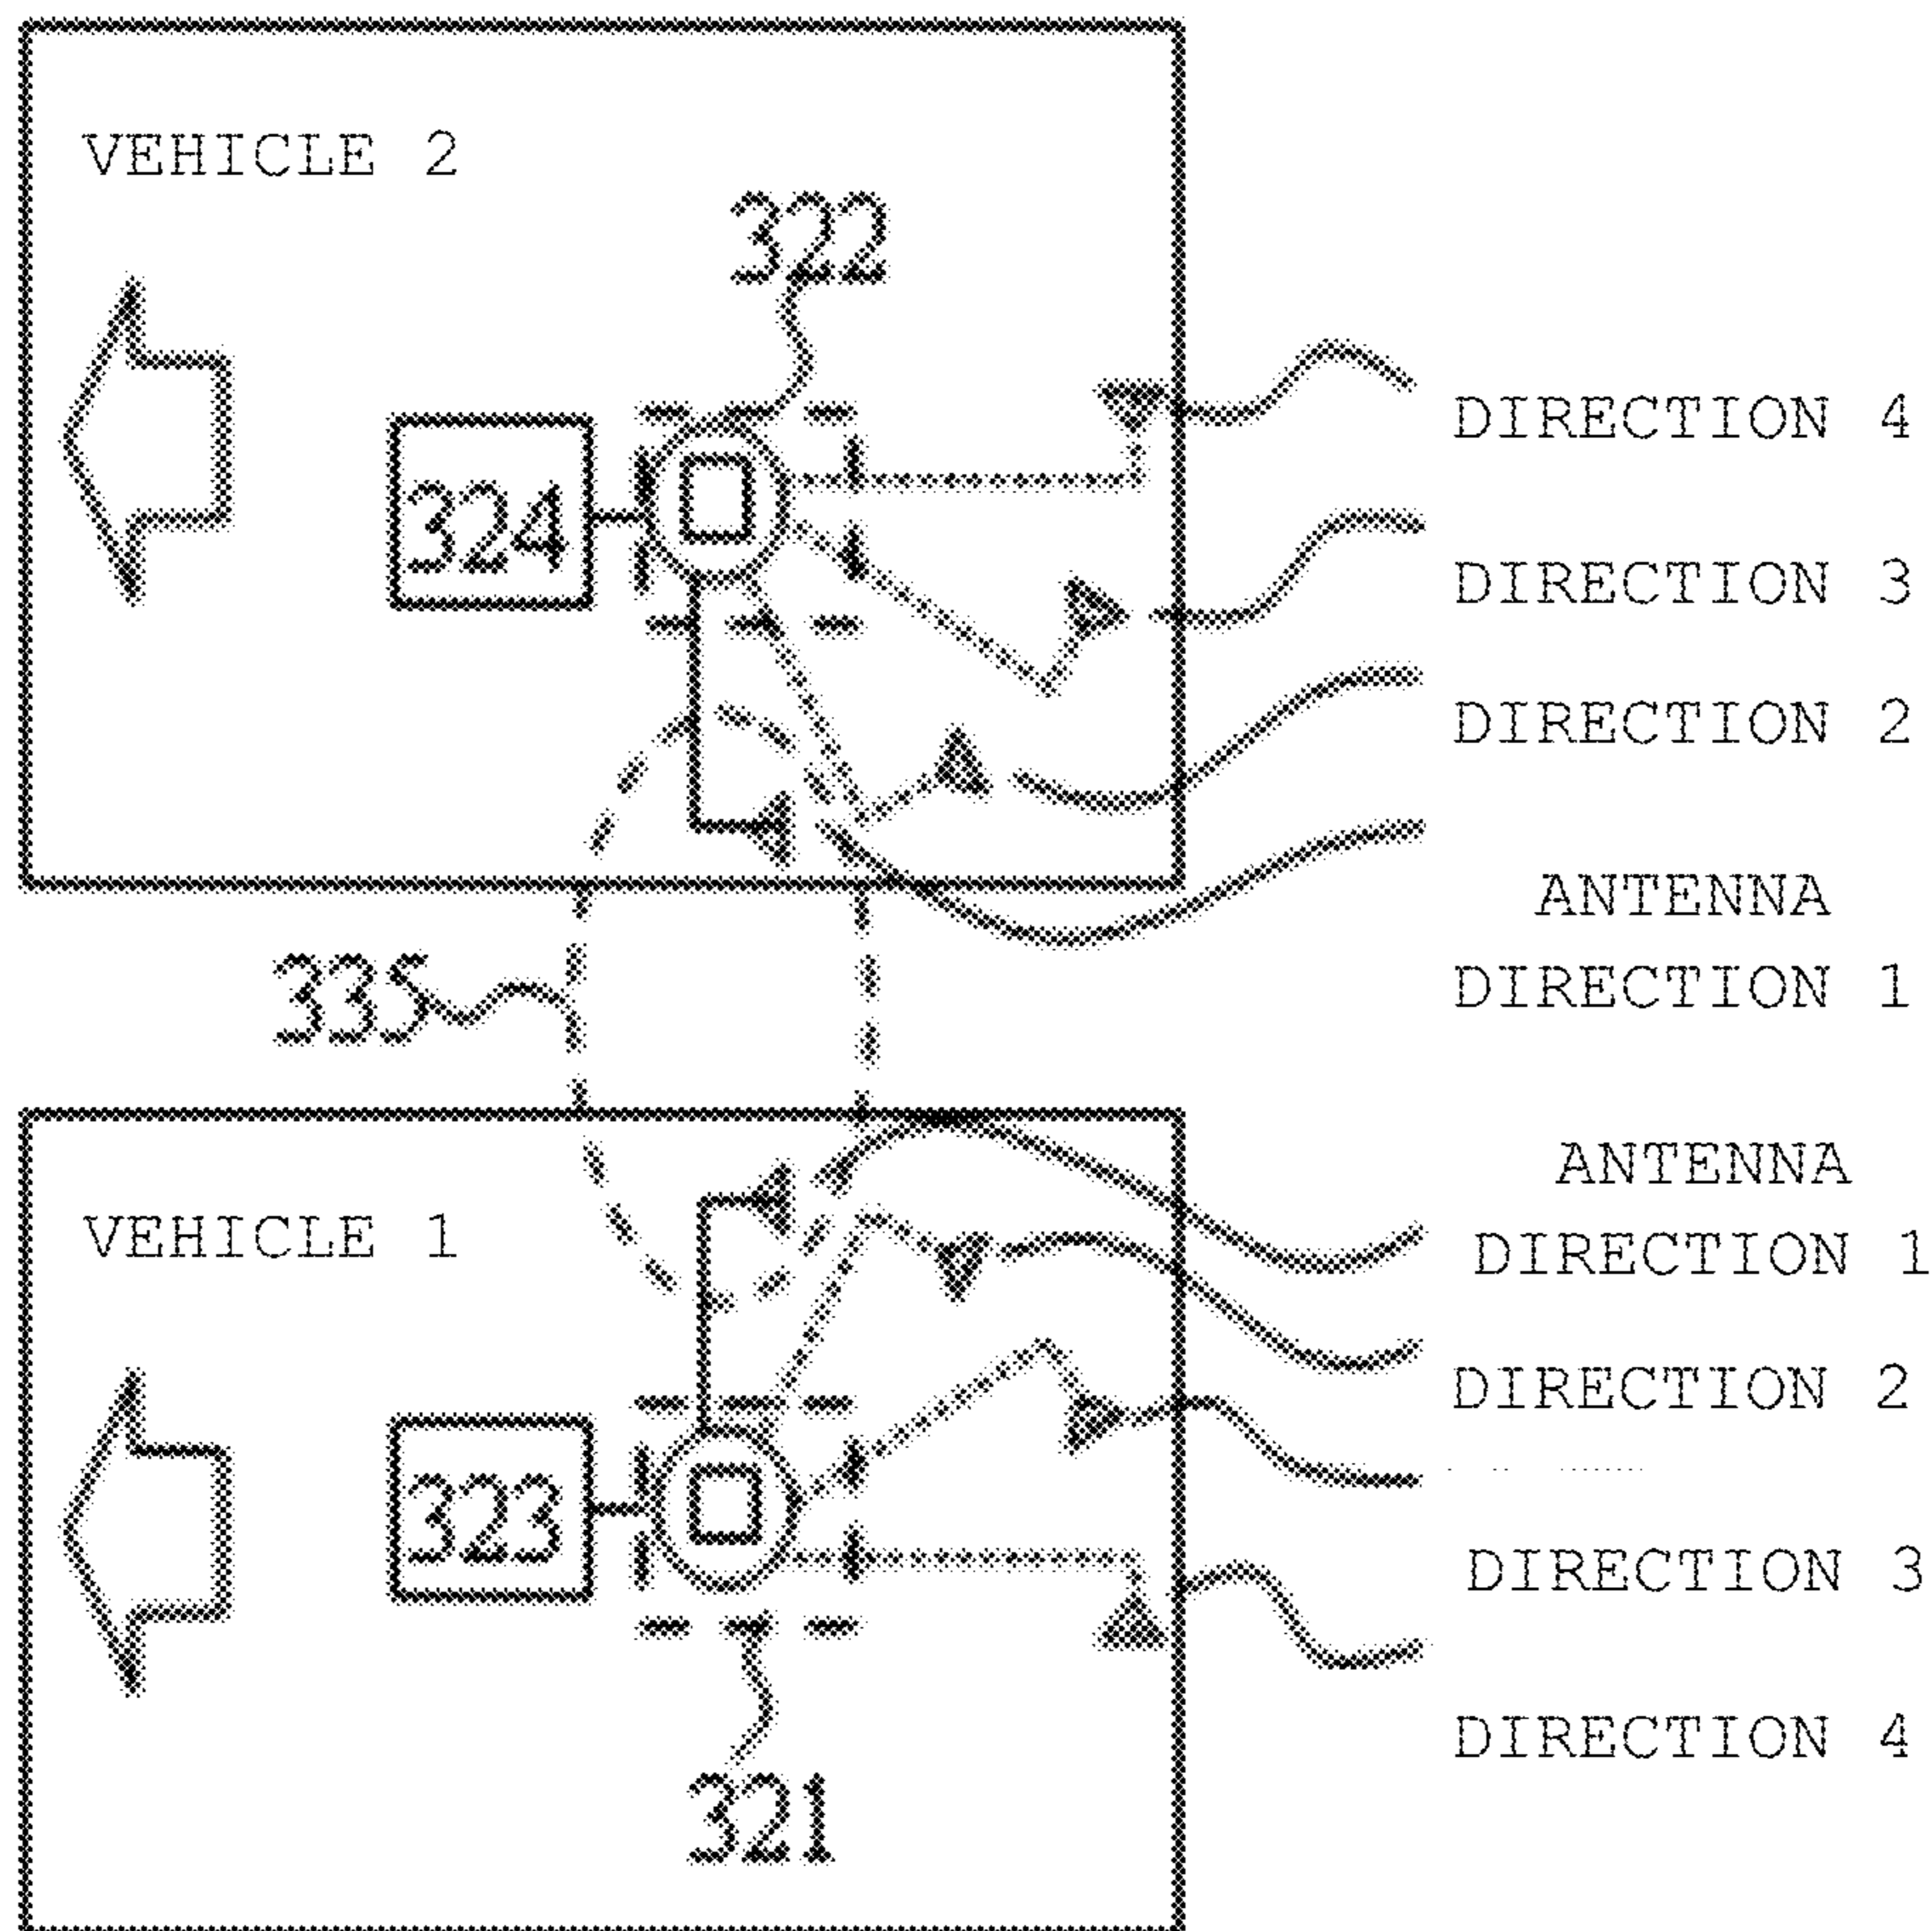 VEHICLE 2
322
DIRECTION 4
324
DIRECTION 3
DIRECTION 2
ANTENNA
DIRECTION 1
335
ANTENNA
DIRECTION 1
VEHICLE 1
DIRECTION 2
323
DIRECTION 3
DIRECTION 4
321